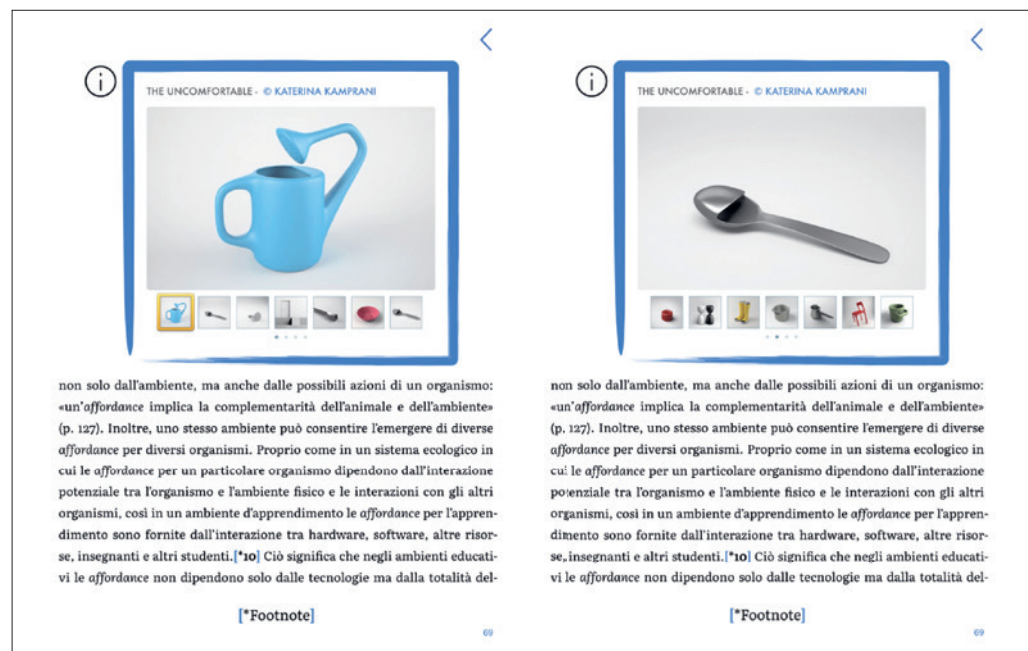 THE UNCOMFORTABLE - © KATERINA KAMPRANI
non solo dall'ambiente, ma anche dalle possibili azioni di un organismo:
«un'affordance implica la complementarità dell'animale e dell'ambiente»
(p. 127). Inoltre, uno stesso ambiente può consentire l'emergere di diverse
affordance per diversi organismi. Proprio come in un sistema ecologico in
cui le affordance per un particolare organismo dipendono dall'interazione
potenziale tra l'organismo e l'ambiente fisico e le interazioni con gli altri
organismi, così in un ambiente d'apprendimento le affordance per l'appren-
dimento sono fornite dall'interazione tra hardware, software, altre risor-
se, insegnanti e altri studenti.[*10] Ciò significa che negli ambienti educati-
vi le affordance non dipendono solo dalle tecnologie ma dalla totalità del-
[*Footnote]
69
THE UNCOMFORTABLE - © KATERINA KAMPRANI
non solo dall'ambiente, ma anche dalle possibili azioni di un organismo:
«un'affordance implica la complementarità dell'animale e dell'ambiente»
(p. 127). Inoltre, uno stesso ambiente può consentire l'emergere di diverse
affordance per diversi organismi. Proprio come in un sistema ecologico in
cui le affordance per un particolare organismo dipendono dall'interazione
potenziale tra l'organismo e l'ambiente fisico e le interazioni con gli altri
organismi, così in un ambiente d'apprendimento le affordance per l'appren-
dimento sono fornite dall'interazione tra hardware, software, altre risor-
se, insegnanti e altri studenti.[*10] Ciò significa che negli ambienti educati-
vi le affordance non dipendono solo dalle tecnologie ma dalla totalità del-
[*Footnote]
69